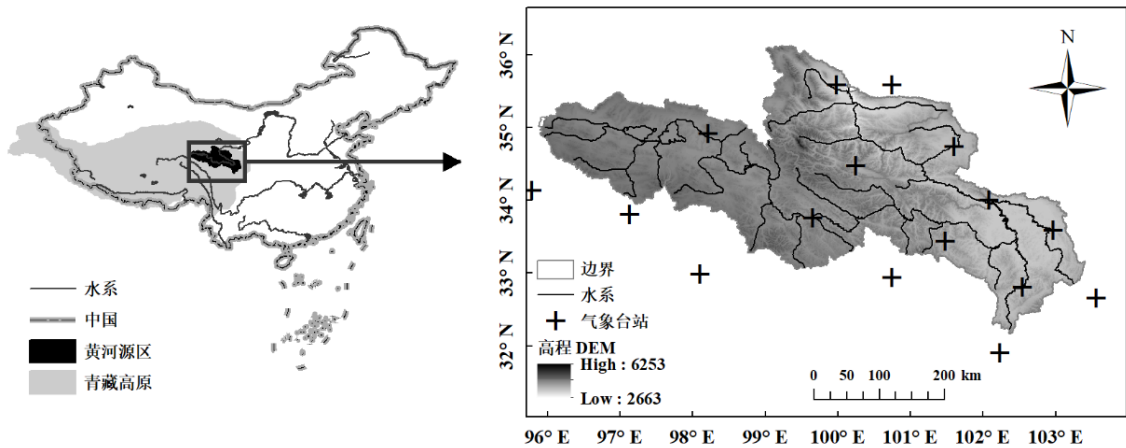 水系
中国
黄河源区
青藏高原
N
36° N
35° N
34° N
33° N
32° N
边界
水系
气象台站
高程 DEM
High : 6253
Low : 2663
0 50 100 200 km
96° E 97° E 98° E 99° E 100° E 101° E 102° E 103° E